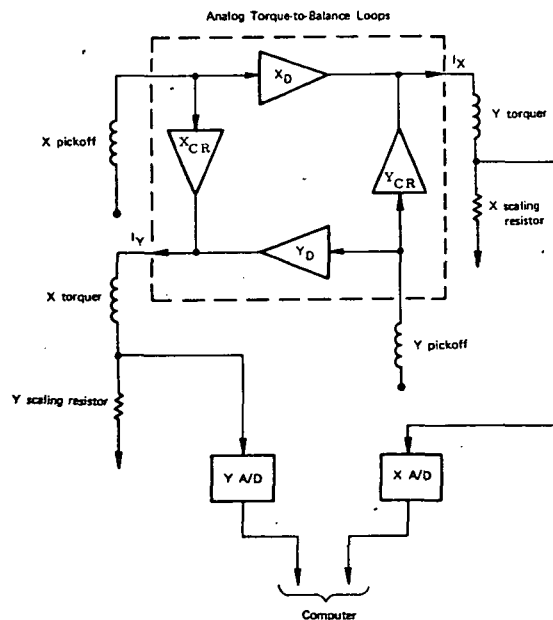 Analog Torque-to-Balance Loops
I_X
X_D
Y torquer
X pickoff
X_CR
Y_CR
X scaling
resistor
I_Y
Y_D
X torquer
Y pickoff
Y scaling resistor
Y A/D
X A/D
Computer